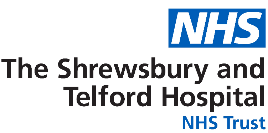 NHS
The Shrewsbury and
Telford Hospital
NHS Trust